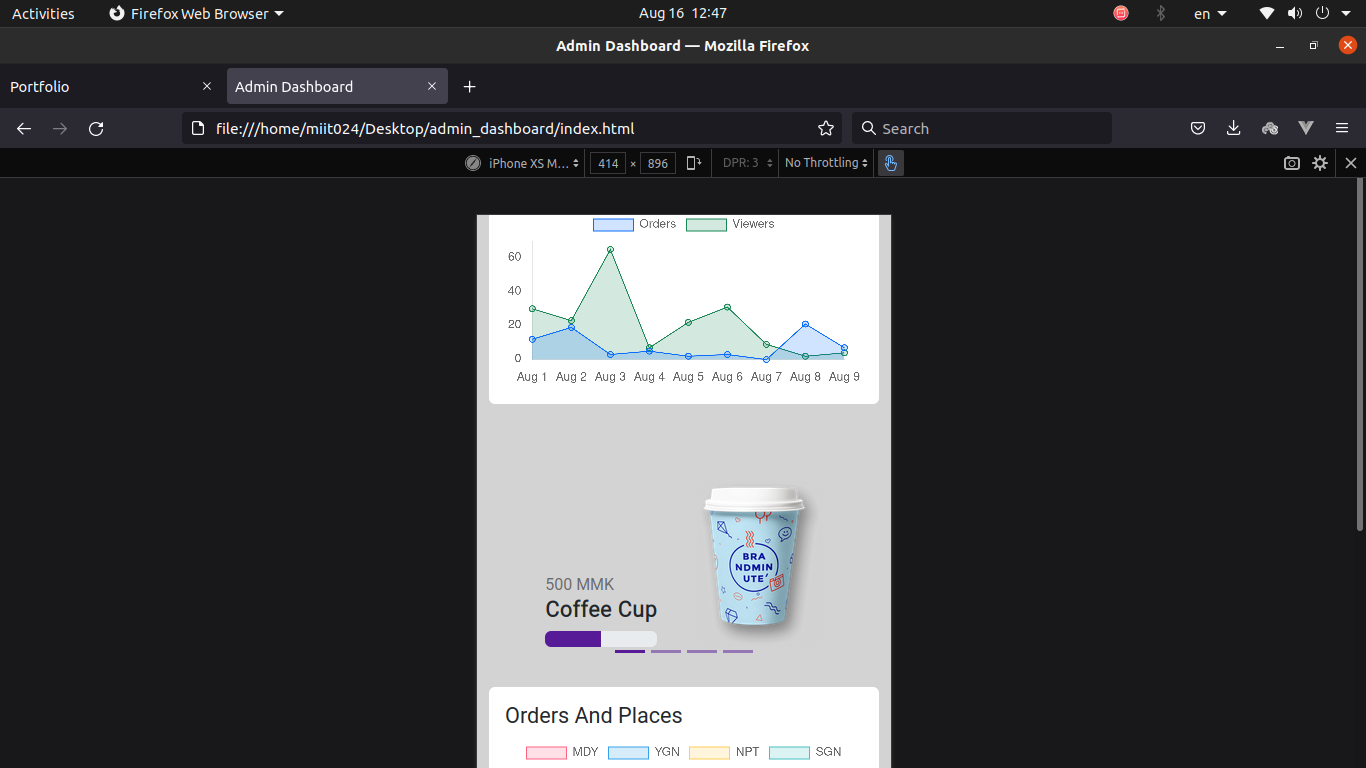 Activities Firefox Web Browser Aug 16 12:47 en
Admin Dashboard — Mozilla Firefox
Portfolio Admin Dashboard
file:///home/miit024/Desktop/admin_dashboard/index.html Search
iPhone XS M... 414 × 896 DPR: 3 No Throttling
Orders Viewers
60
40
20
0
Aug 1 Aug 2 Aug 3 Aug 4 Aug 5 Aug 6 Aug 7 Aug 8 Aug 9
BRA
NDMIN
UTE’
500 MMK
Coffee Cup
Orders And Places
MDY YGN NPT SGN